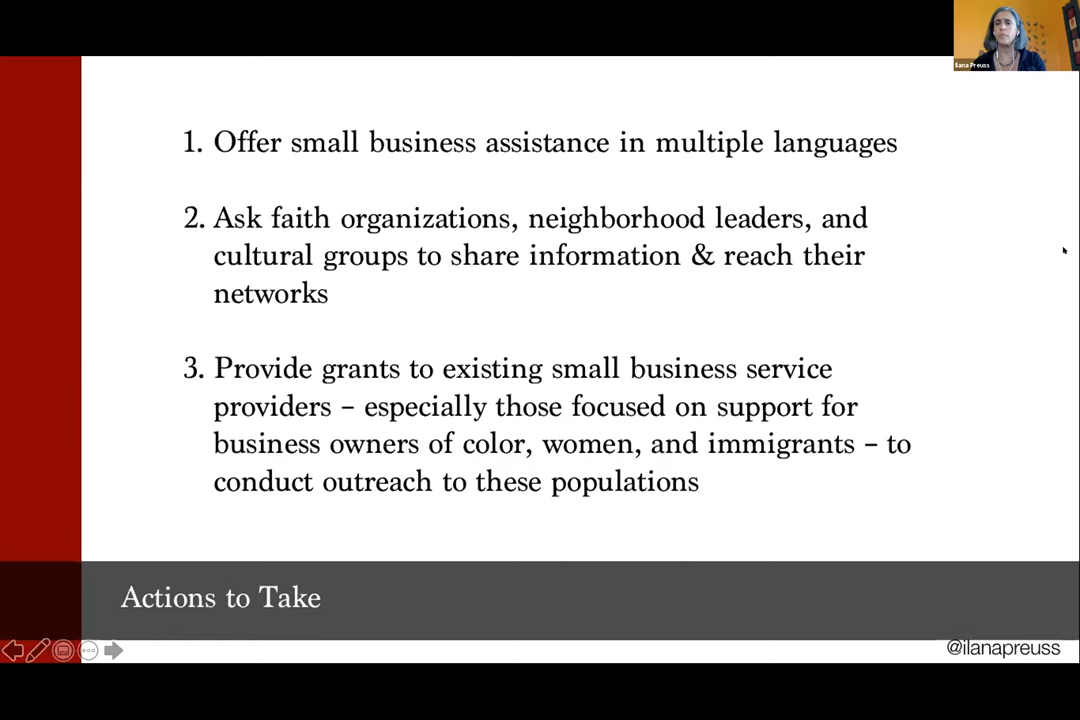 Ilana Preuss
1. Offer small business assistance in multiple languages
2. Ask faith organizations, neighborhood leaders, and
cultural groups to share information & reach their
networks
3. Provide grants to existing small business service
providers – especially those focused on support for
business owners of color, women, and immigrants – to
conduct outreach to these populations
Actions to Take
@ilanapreuss